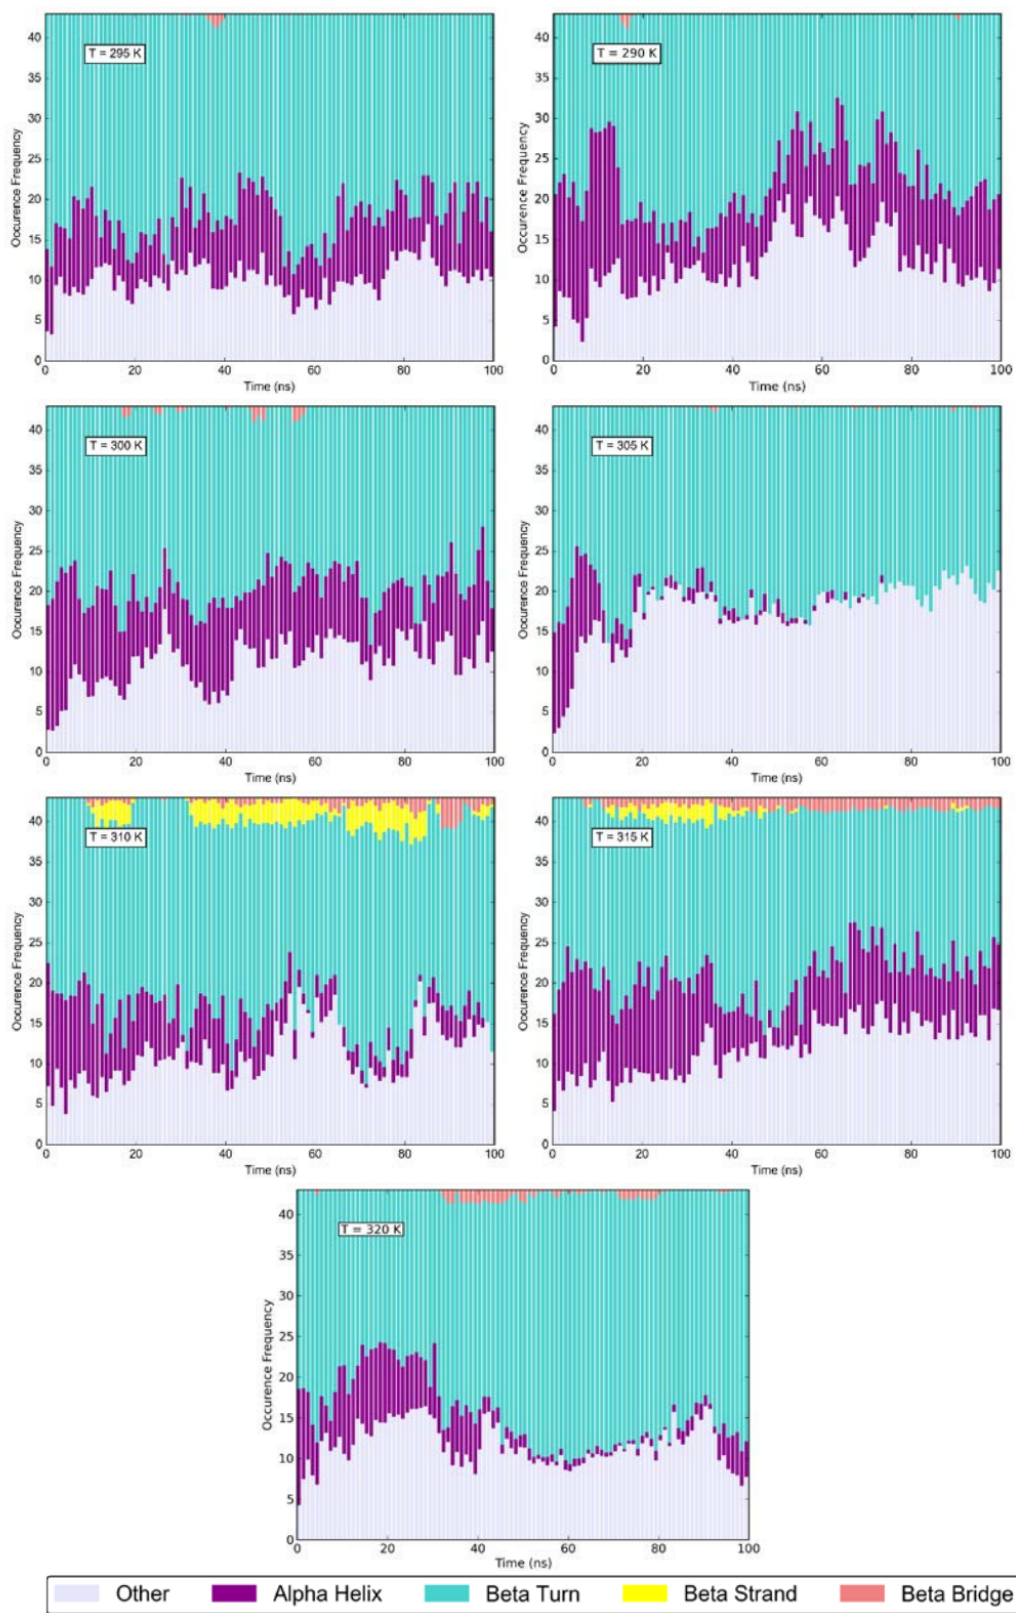 T = 295 K
Occurence Frequency
0 5 10 15 20 25 30 35 40
0 20 40 60 80 100
Time (ns)
T = 290 K
Occurence Frequency
0 5 10 15 20 25 30 35 40
0 20 40 60 80 100
Time (ns)
T = 300 K
Occurence Frequency
0 5 10 15 20 25 30 35 40
0 20 40 60 80 100
Time (ns)
T = 305 K
Occurence Frequency
0 5 10 15 20 25 30 35 40
0 20 40 60 80 100
Time (ns)
T = 310 K
Occurence Frequency
0 5 10 15 20 25 30 35 40
0 20 40 60 80 100
Time (ns)
T = 315 K
Occurence Frequency
0 5 10 15 20 25 30 35 40
0 20 40 60 80 100
Time (ns)
T = 320 K
Occurence Frequency
0 5 10 15 20 25 30 35 40
0 20 40 60 80 100
Time (ns)
Other Alpha Helix Beta Turn Beta Strand Beta Bridge